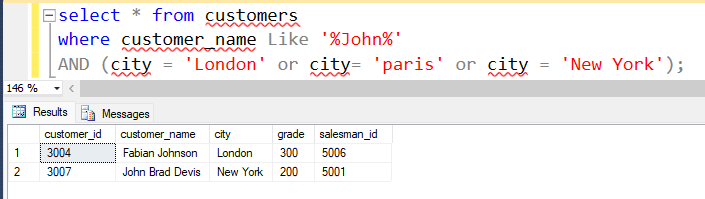 select * from customers
where customer_name Like '%John%'
AND (city = 'London' or city= 'paris' or city = 'New York');
146 %
Results Messages
customer_id customer_name city grade salesman_id
1 3004 Fabian Johnson London 300 5006
2 3007 John Brad Devis New York 200 5001